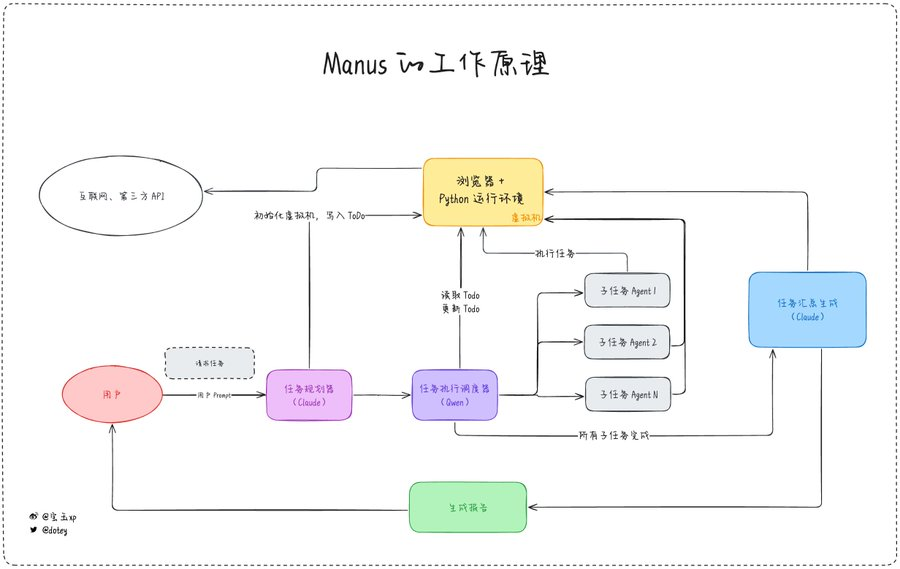 Manus 的工作原理
互联网、第三方 API
浏览器 +
Python 运行环境
虚拟机
初始化虚拟机，写入 ToDo
执行任务
读取 Todo
更新 Todo
子任务 Agent 1
子任务 Agent 2
子任务 Agent N
任务汇总生成
（Claude）
请求任务
用户
用户 Prompt
任务规划器
（Claude）
任务执行调度器
（Qwen）
所有子任务完成
生成报告
@宝玉xp
@dotey